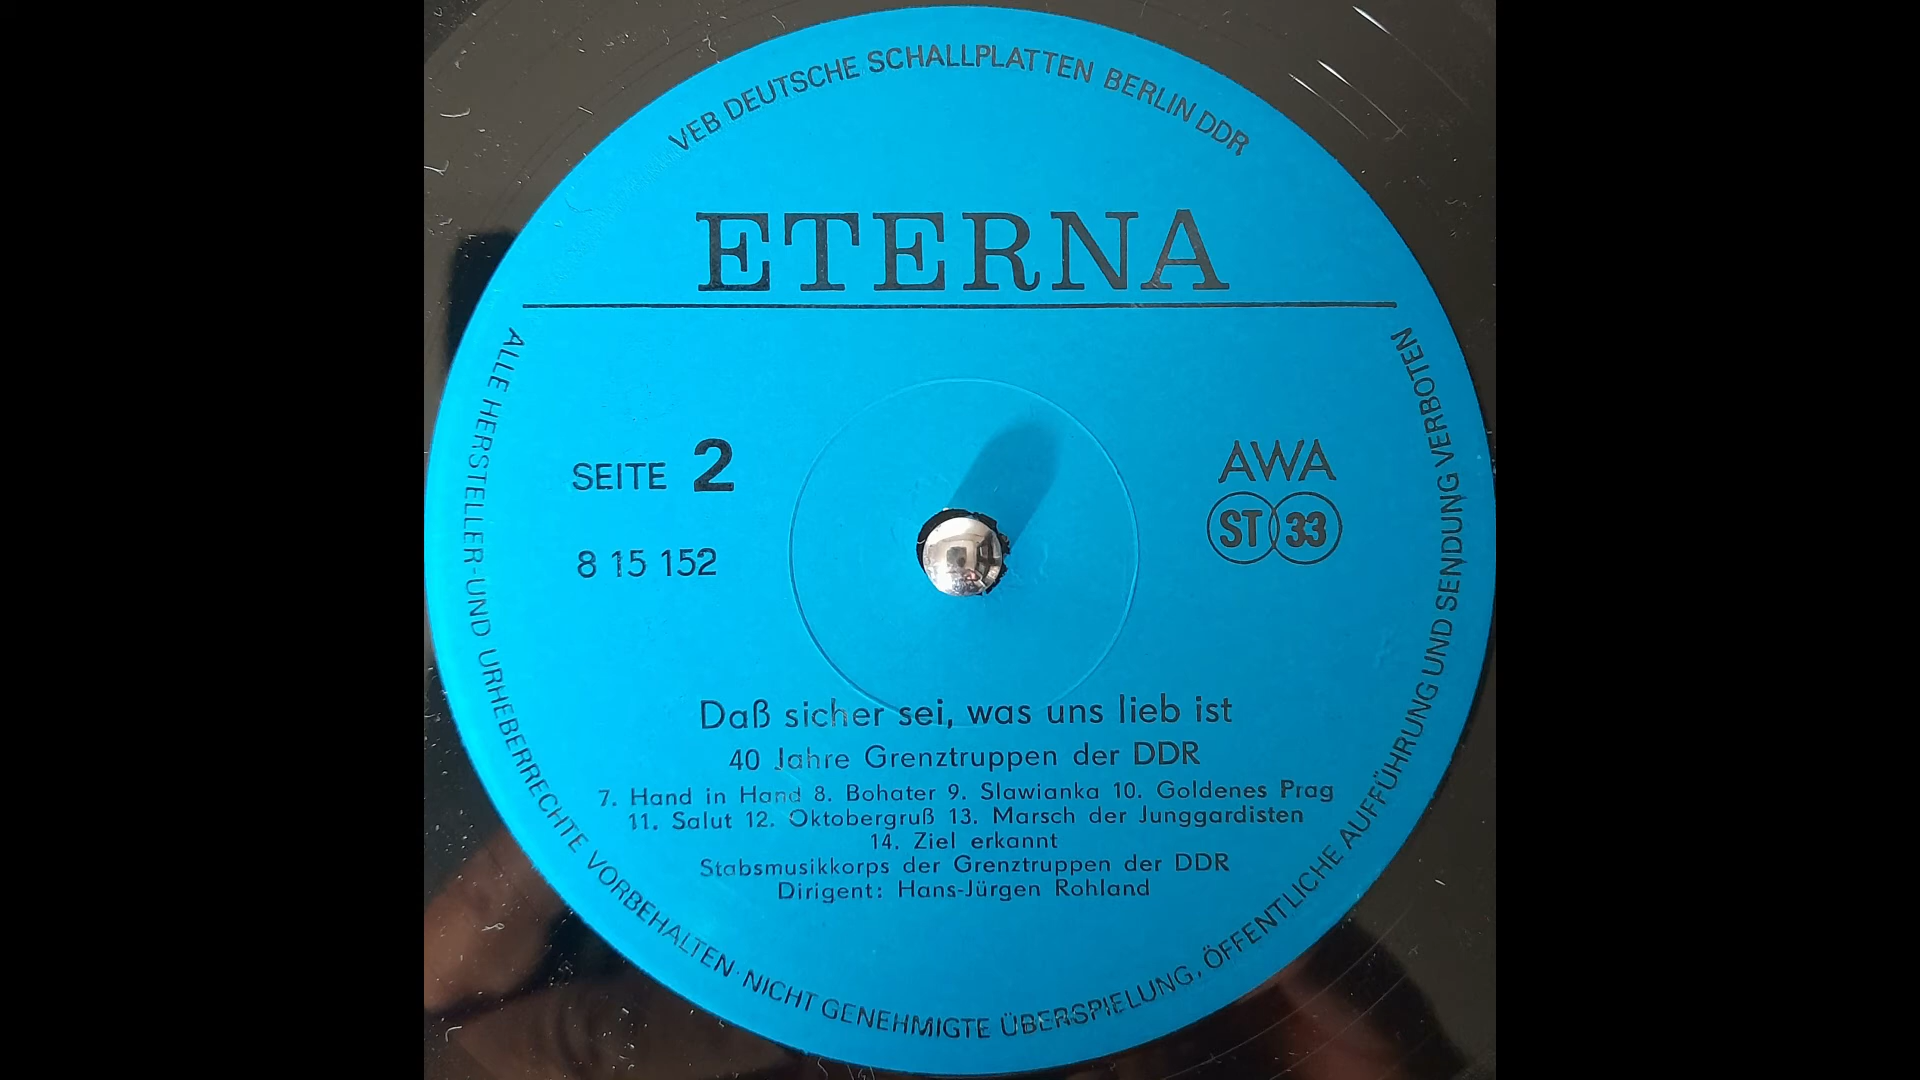 VEB DEUTSCHE SCHALLPLATTEN BERLIN DDR
ETERNA
SEITE 2
8 15 152
AWA
ST 33
Daß sicher sei, was uns lieb ist
40 Jahre Grenztruppen der DDR
7. Hand in Hand 8. Bohater 9. Slawianka 10. Goldenes Prag
11. Salut 12. Oktobergruß 13. Marsch der Junggardisten
14. Ziel erkannt
Stabsmusikkorps der Grenztruppen der DDR
Dirigent: Hans-Jürgen Rohland
ALLE HERSTELLER-UND URHEBERRECHTE VORBEHALTEN · NICHT GENEHMIGTE ÜBERSPIELUNG, ÖFFENTLICHE AUFFÜHRUNG UND SENDUNG VERBOTEN